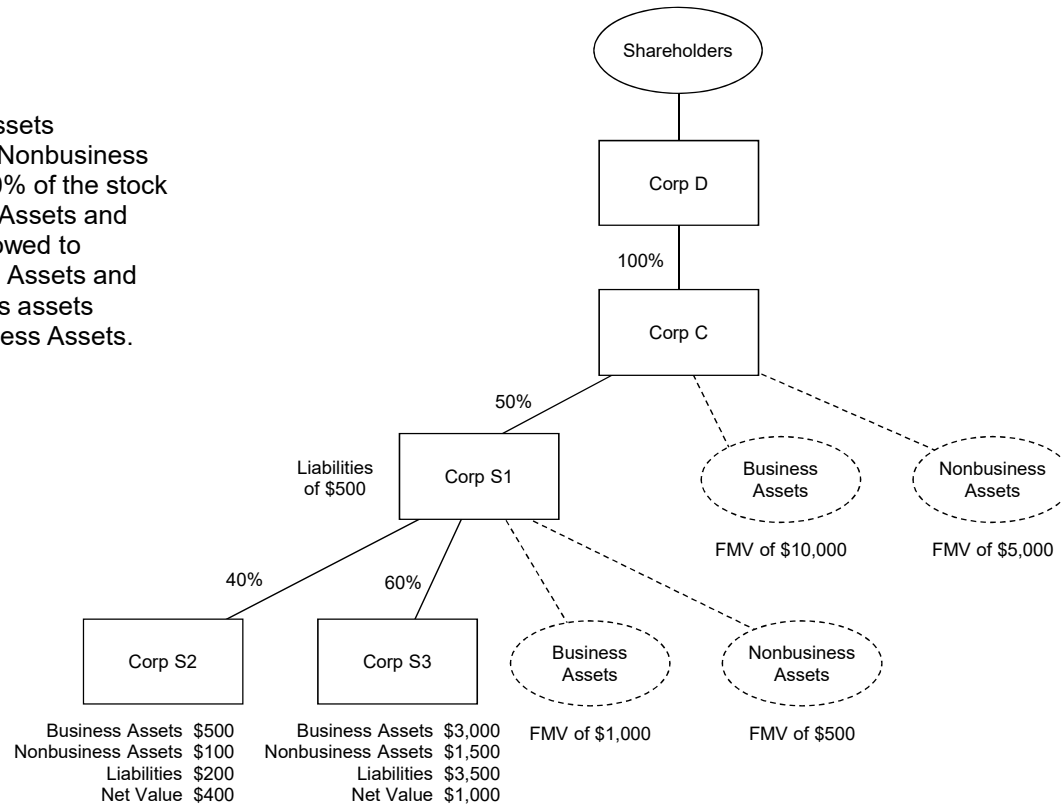 Shareholders
ssets
Nonbusiness
0% of the stock
Assets and
owed to
Assets and
s assets
ess Assets.
Corp D
100%
Corp C
50%
Liabilities
of $500
Corp S1
Business
Assets
Nonbusiness
Assets
FMV of $10,000
FMV of $5,000
40%
60%
Corp S2
Corp S3
Business
Assets
Nonbusiness
Assets
Business Assets $500
Nonbusiness Assets $100
Liabilities $200
Net Value $400
Business Assets $3,000
Nonbusiness Assets $1,500
Liabilities $3,500
Net Value $1,000
FMV of $1,000
FMV of $500